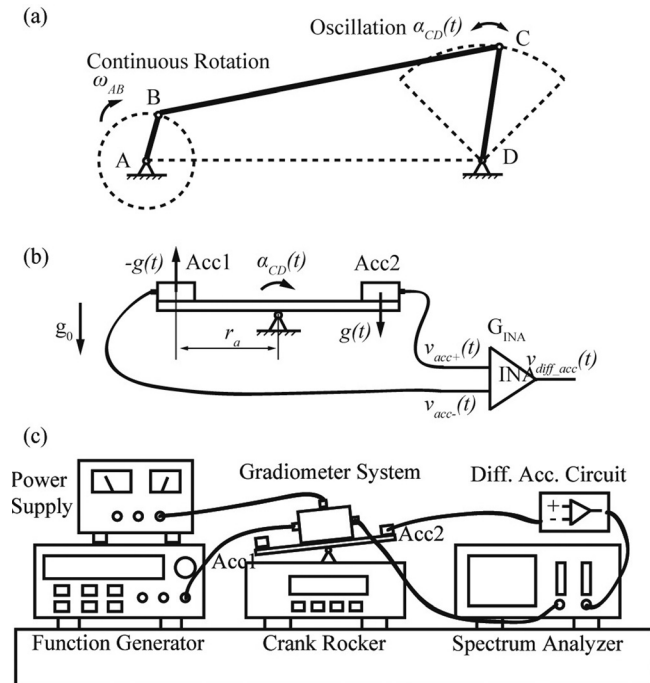 (a)
Oscillation α_CD(t)
C
Continuous Rotation
ω_AB
B
A
D
(b)
-g(t)
Acc1
α_CD(t)
Acc2
g₀
r_a
g(t)
G_INA
v_acc+(t)
INA
v_diff_acc(t)
v_acc-(t)
(c)
Power
Supply
Gradiometer System
Diff. Acc. Circuit
+
-
Acc1
Acc2
Function Generator
Crank Rocker
Spectrum Analyzer